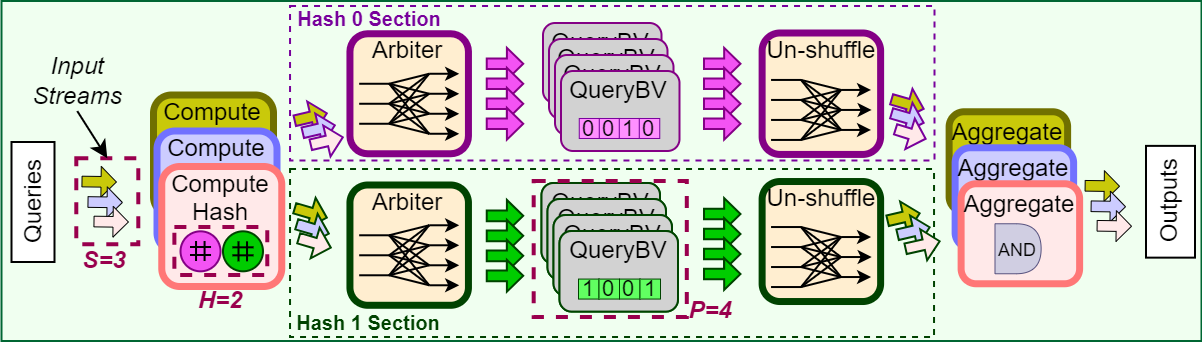 Hash 0 Section
Input
Streams
Queries
S=3
Compute
Compute
Compute
Hash
# #
H=2
Arbiter
QueryBV
QueryBV
QueryBV
QueryBV
0 0 1 0
Un-shuffle
Arbiter
QueryBV
1 0 0 1
P=4
Un-shuffle
Hash 1 Section
Aggregate
Aggregate
Aggregate
AND
Outputs